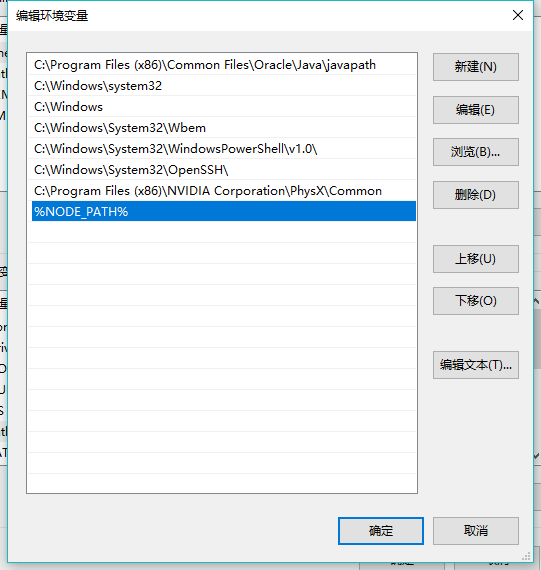 编辑环境变量
C:\Program Files (x86)\Common Files\Oracle\Java\javapath
C:\Windows\system32
C:\Windows
C:\Windows\System32\Wbem
C:\Windows\System32\WindowsPowerShell\v1.0\
C:\Windows\System32\OpenSSH\
C:\Program Files (x86)\NVIDIA Corporation\PhysX\Common
%NODE_PATH%
新建(N)
编辑(E)
浏览(B)...
删除(D)
上移(U)
下移(O)
编辑文本(T)...
确定
取消